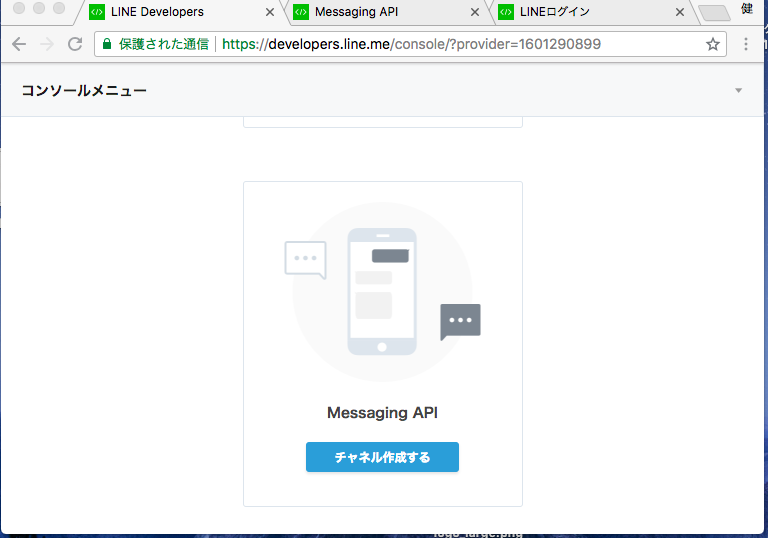 LINE Developers
Messaging API
LINEログイン
健
保護された通信
https://developers.line.me/console/?provider=1601290899
コンソールメニュー
Messaging API
チャネル作成する
logo_large.png